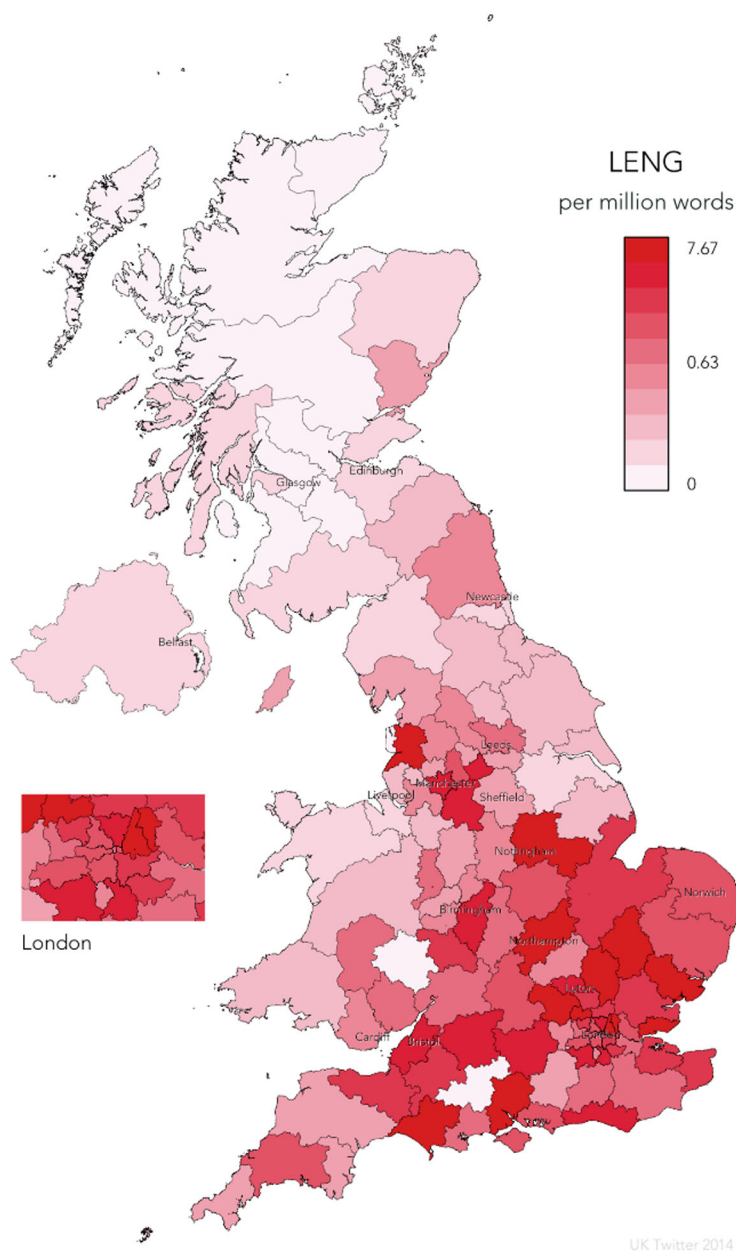 LENG
per million words
7.67
0.63
0
Edinburgh
Glasgow
Newcastle
Belfast
Leeds
Manchester
Liverpool
Sheffield
Nottingham
Norwich
Birmingham
Northampton
London
Luton
Cardiff
Bristol
London
UK Twitter 2014